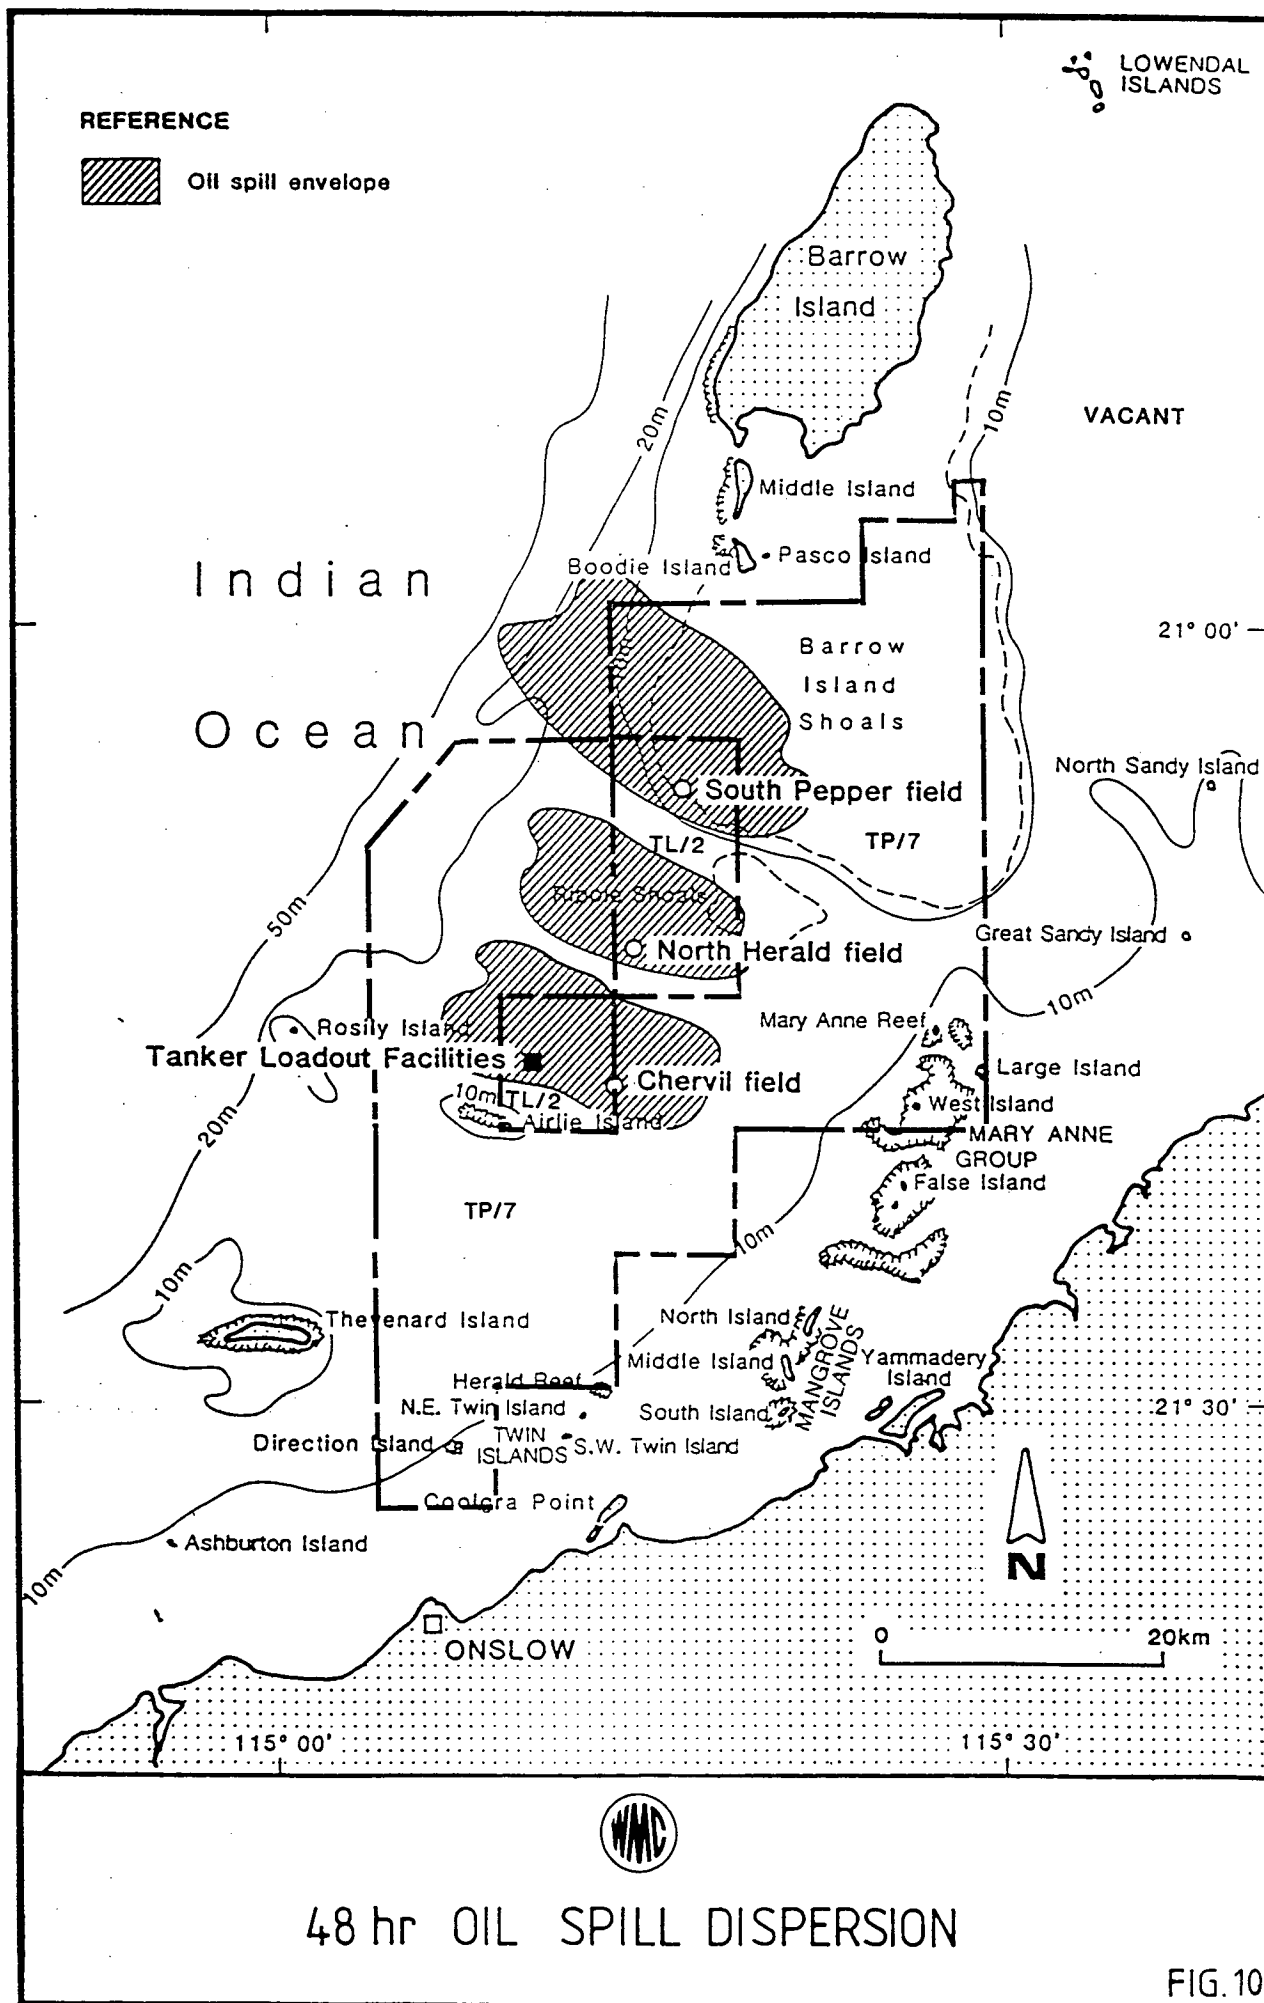 LOWENDAL
ISLANDS
REFERENCE
Oil spill envelope
Barrow
Island
20m
10m
VACANT
Middle Island
Pasco Island
Boodie Island
Indian
Ocean
21° 00'
Barrow
Island
Shoals
North Sandy Island
South Pepper field
TL/2
TP/7
Ripple Shoals
50m
North Herald field
Great Sandy Island
10m
Mary Anne Reef
Rosily Island
Tanker Loadout Facilities
Large Island
Chervil field
10m
TL/2
West Island
20m
Airlie Island
MARY ANNE
GROUP
False Island
TP/7
10m
10m
Thevenard Island
North Island
MANGROVE
ISLANDS
Middle Island
Yammadery
Island
Herald Reef
N.E. Twin Island
South Island
21° 30'
Direction Island
TWIN
ISLANDS
S.W. Twin Island
Coolgra Point
Ashburton Island
10m
N
ONSLOW
0 20km
115° 00' 115° 30'
WMC
48 hr OIL SPILL DISPERSION
FIG. 10